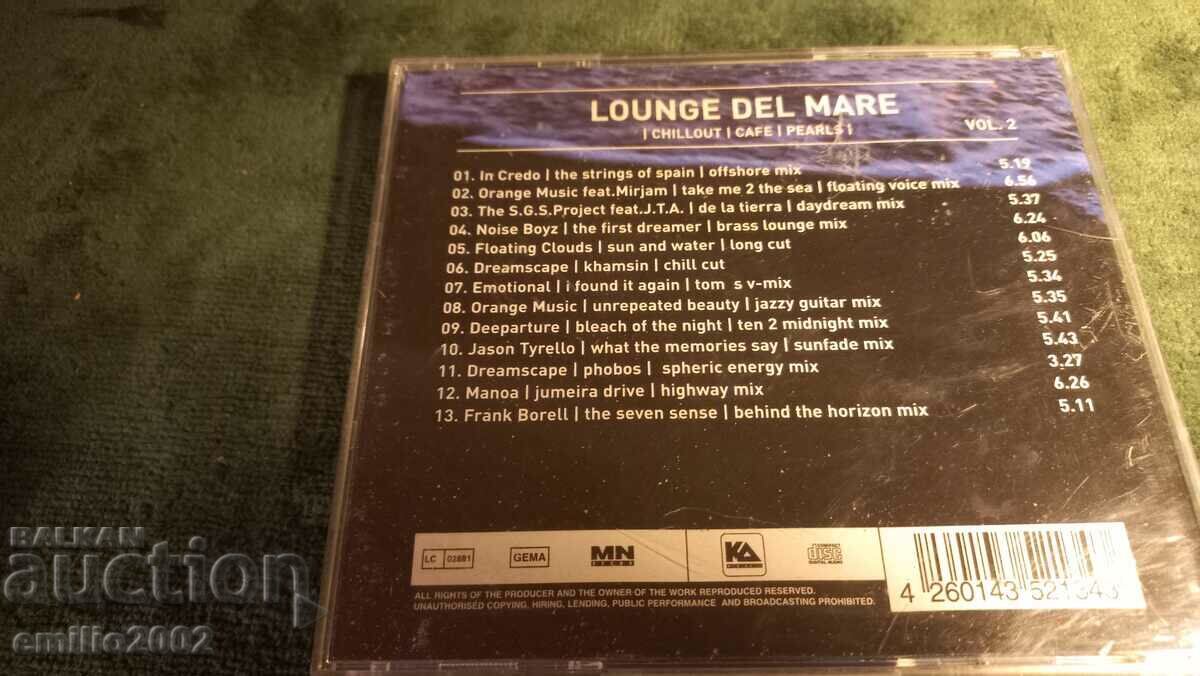 LOUNGE DEL MARE
| CHILLOUT | CAFE | PEARLS |
VOL. 2
01. In Credo | the strings of spain | offshore mix 5.19
02. Orange Music feat.Mirjam | take me 2 the sea | floating voice mix 6.56
03. The S.G.S.Project feat.J.T.A. | de la tierra | daydream mix 5.37
04. Noise Boyz | the first dreamer | brass lounge mix 6.24
05. Floating Clouds | sun and water | long cut 6.06
06. Dreamscape | khamsin | chill cut 5.25
07. Emotional | i found it again | tom s v-mix 5.34
08. Orange Music | unrepeated beauty | jazzy guitar mix 5.35
09. Deeparture | bleach of the night | ten 2 midnight mix 5.41
10. Jason Tyrello | what the memories say | sunfade mix 5.43
11. Dreamscape | phobos | spheric energy mix 3.27
12. Manoa | jumeira drive | highway mix 6.26
13. Frank Borell | the seven sense | behind the horizon mix 5.11
LC 02881 GEMA MN KA COMPACT disc DIGITAL AUDIO
ALL RIGHTS OF THE PRODUCER AND THE OWNER OF THE WORK REPRODUCED RESERVED.
UNAUTHORISED COPYING, HIRING, LENDING, PUBLIC PERFORMANCE AND BROADCASTING PROHIBITED.
4 260143 521343
BALKAN
auction
emilio2002